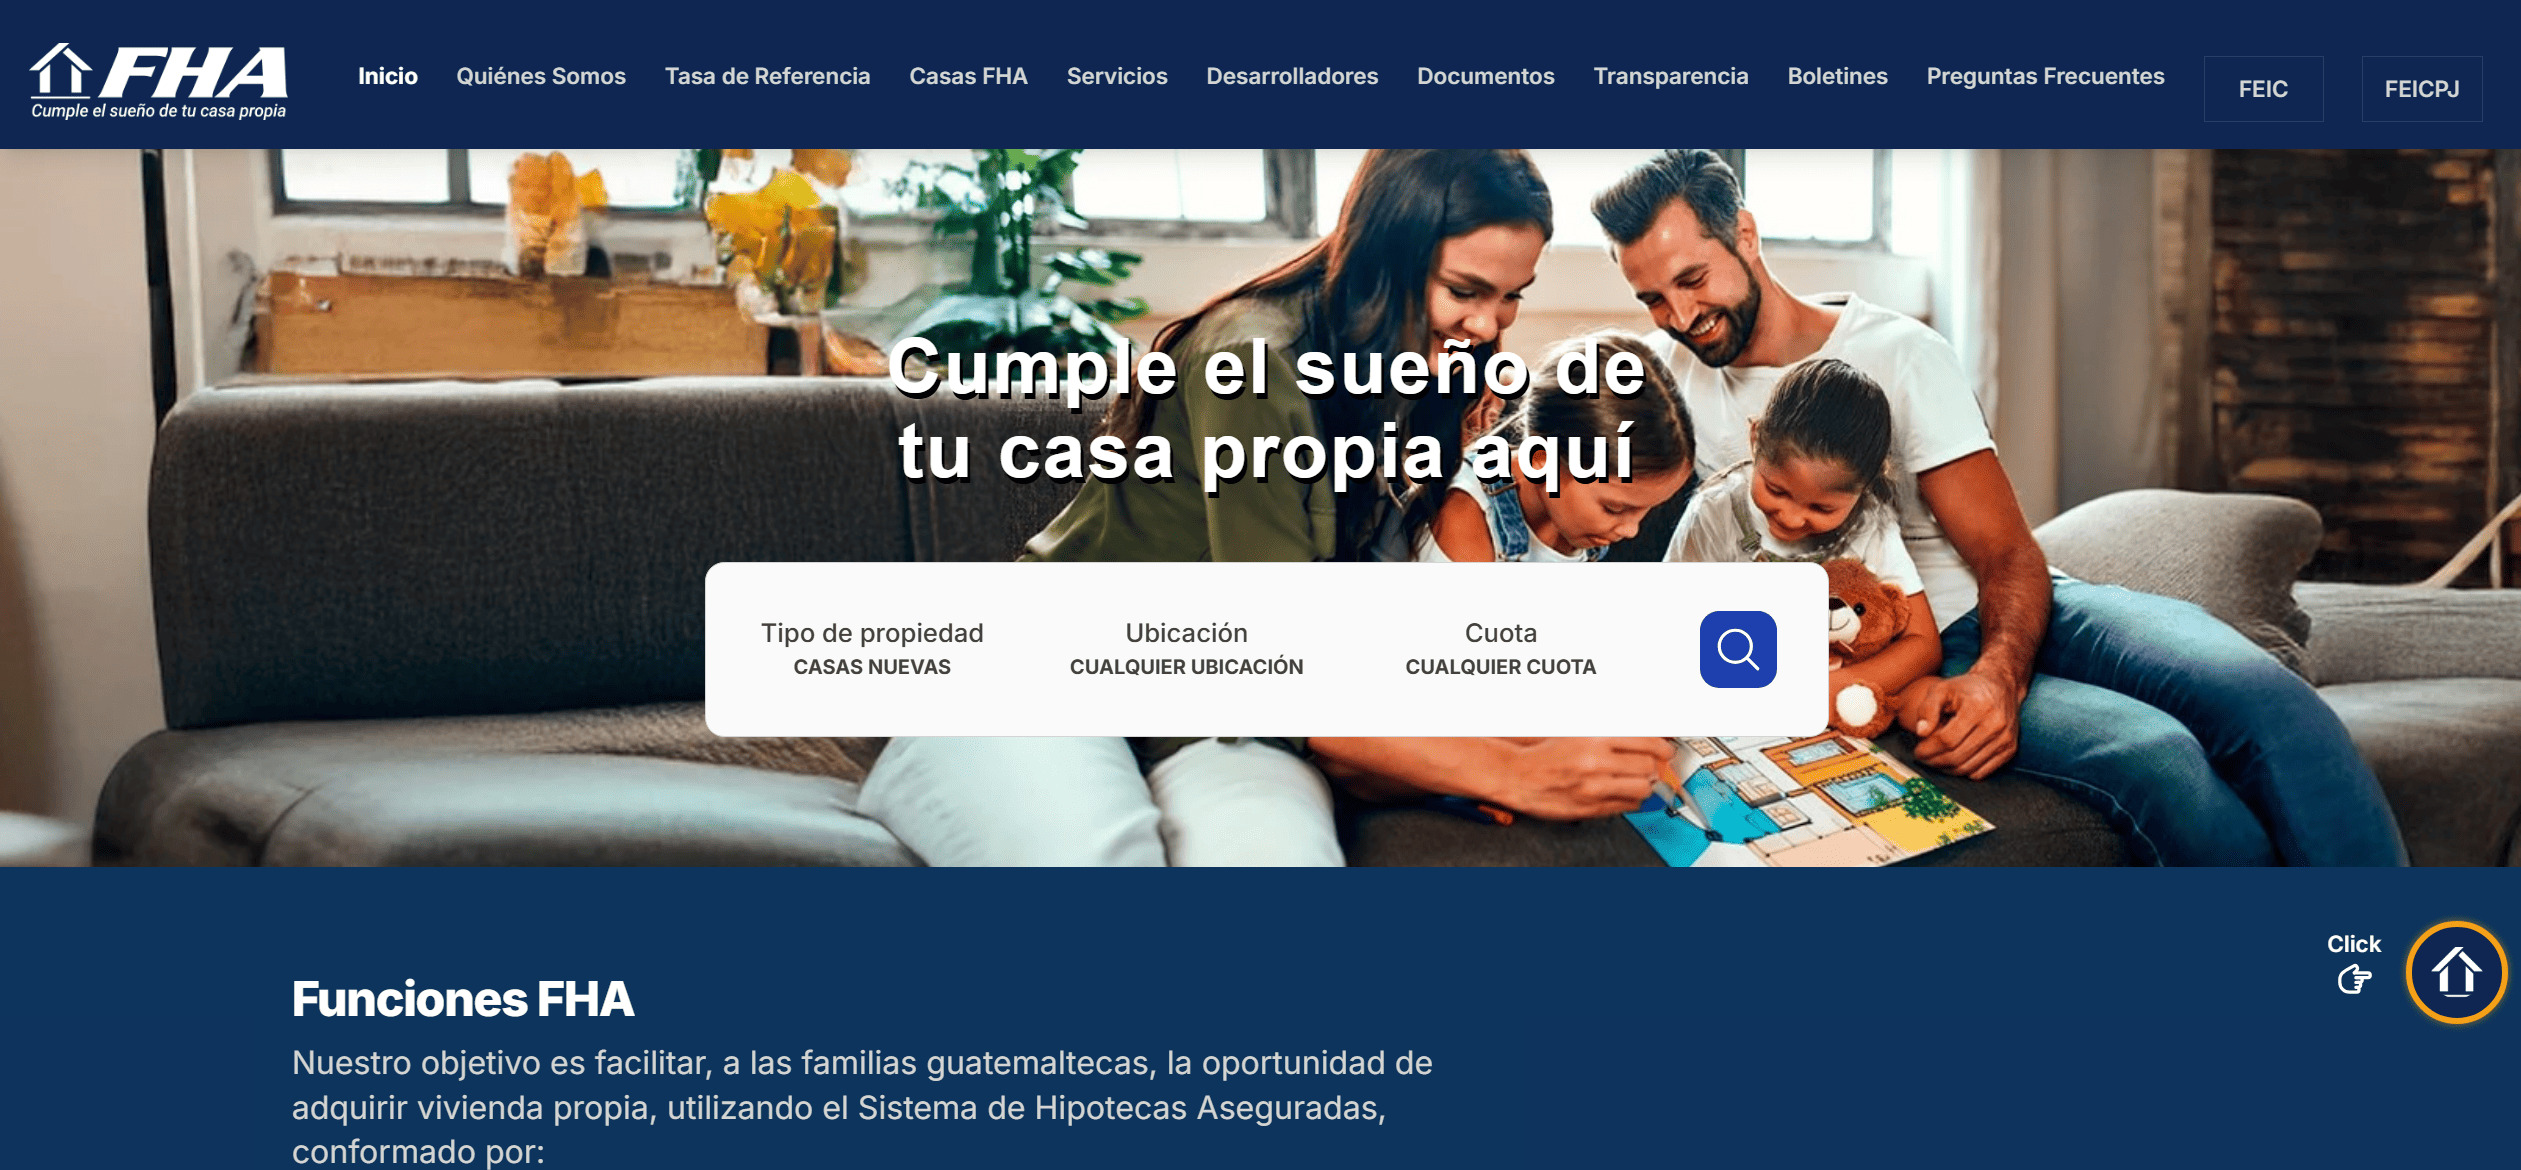 FHA
Cumple el sueño de tu casa propia
Inicio
Quiénes Somos
Tasa de Referencia
Casas FHA
Servicios
Desarrolladores
Documentos
Transparencia
Boletines
Preguntas Frecuentes
FEIC
FEICPJ
Cumple el sueño de
tu casa propia aquí
Tipo de propiedad
CASAS NUEVAS
Ubicación
CUALQUIER UBICACIÓN
Cuota
CUALQUIER CUOTA
Click
Funciones FHA
Nuestro objetivo es facilitar, a las familias guatemaltecas, la oportunidad de
adquirir vivienda propia, utilizando el Sistema de Hipotecas Aseguradas,
conformado por: